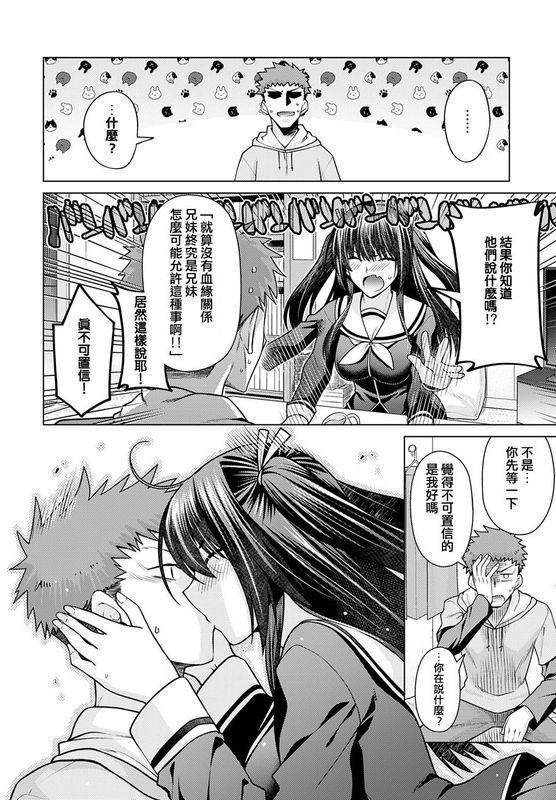 ……
…什麼？
結果你知道
他們說什麼嗎!?
「就算沒有血緣關係
兄妹終究是兄妹
怎麼可能允許這種事啊!!」
居然這樣說耶！
真不可置信！
不是…
你先等一下
覺得不可置信的
是我好嗎
…你在說什麼？